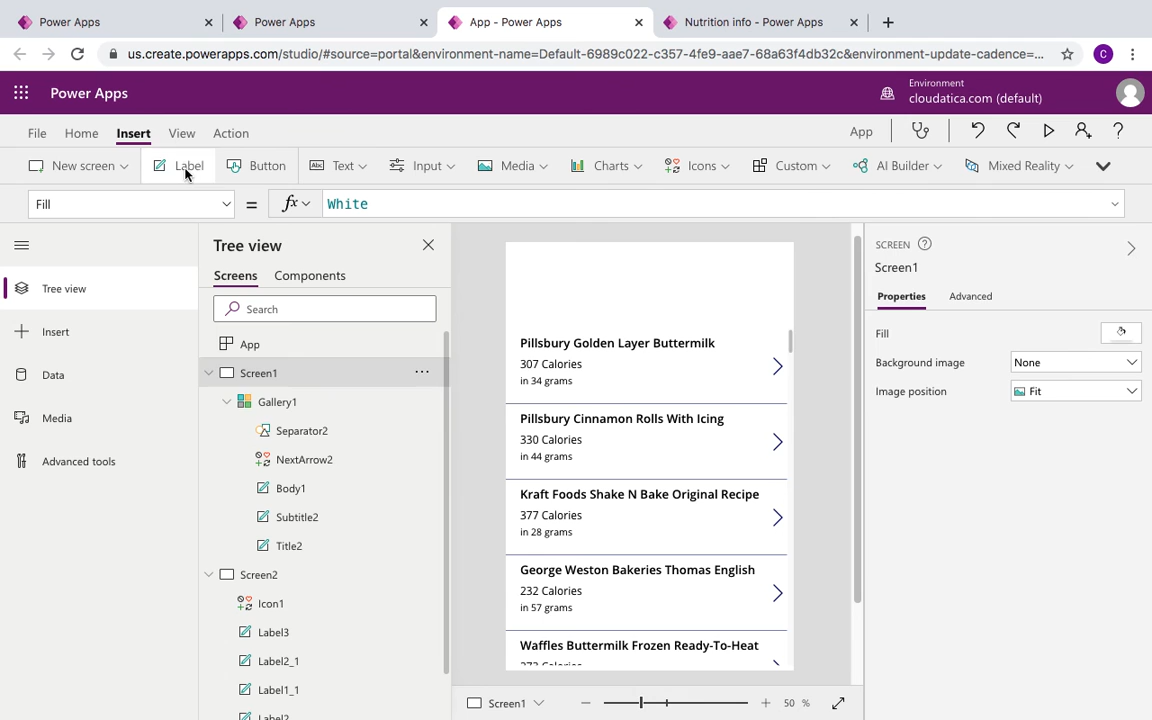 Power Apps
Power Apps
App - Power Apps
Nutrition info - Power Apps
us.create.powerapps.com/studio/#source=portal&environment-name=Default-6989c022-c357-4fe9-aae7-68a63f4db32c&environment-update-cadence=...
C
Power Apps
Environment
cloudatica.com (default)
File
Home
Insert
View
Action
App
New screen
Label
Button
Text
Input
Media
Charts
Icons
Custom
AI Builder
Mixed Reality
Fill
=
fx
White
Tree view
Insert
Data
Media
Advanced tools
Tree view
Screens
Components
Search
App
Screen1
Gallery1
Separator2
NextArrow2
Body1
Subtitle2
Title2
Screen2
Icon1
Label3
Label2_1
Label1_1
Label2
Pillsbury Golden Layer Buttermilk
307 Calories
in 34 grams
Pillsbury Cinnamon Rolls With Icing
330 Calories
in 44 grams
Kraft Foods Shake N Bake Original Recipe
377 Calories
in 28 grams
George Weston Bakeries Thomas English
232 Calories
in 57 grams
Waffles Buttermilk Frozen Ready-To-Heat
273 Calories
Screen1
50 %
SCREEN
Screen1
Properties
Advanced
Fill
Background image
None
Image position
Fit